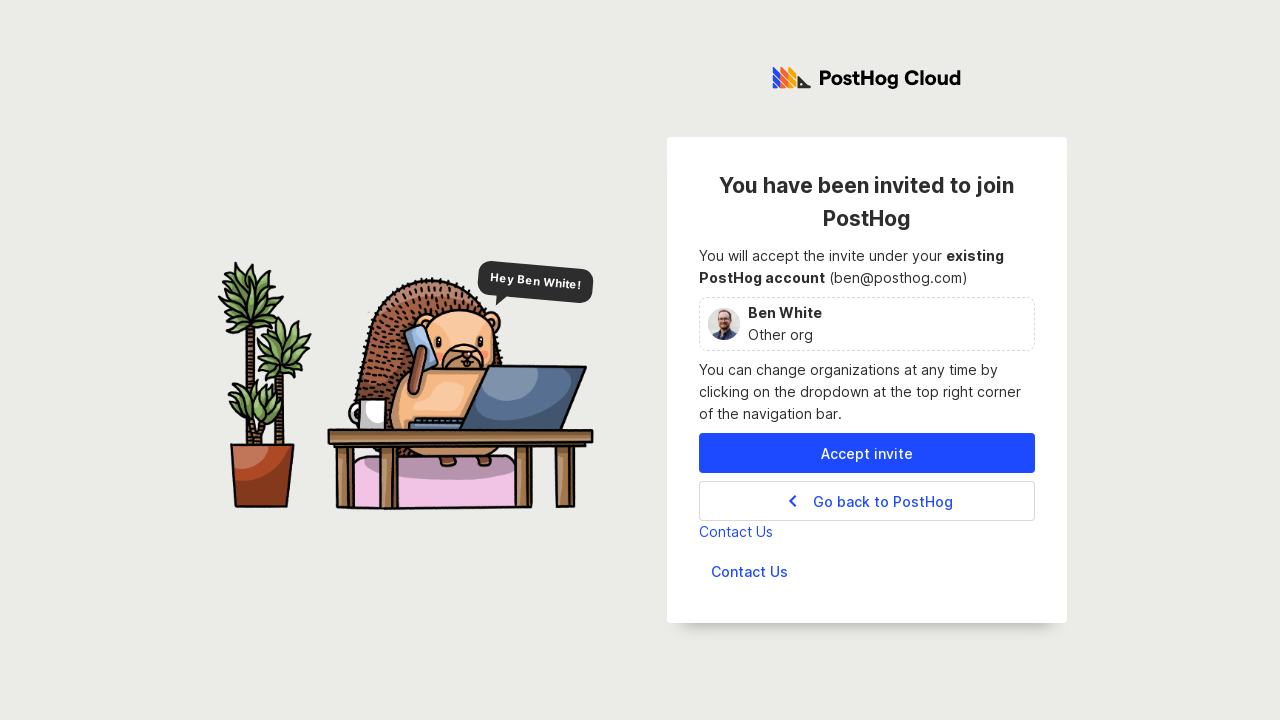 PostHog Cloud
You have been invited to join
PostHog
You will accept the invite under your existing
PostHog account (ben@posthog.com)
Ben White
Other org
You can change organizations at any time by
clicking on the dropdown at the top right corner
of the navigation bar.
Accept invite
Go back to PostHog
Contact Us
Contact Us
Hey Ben White!